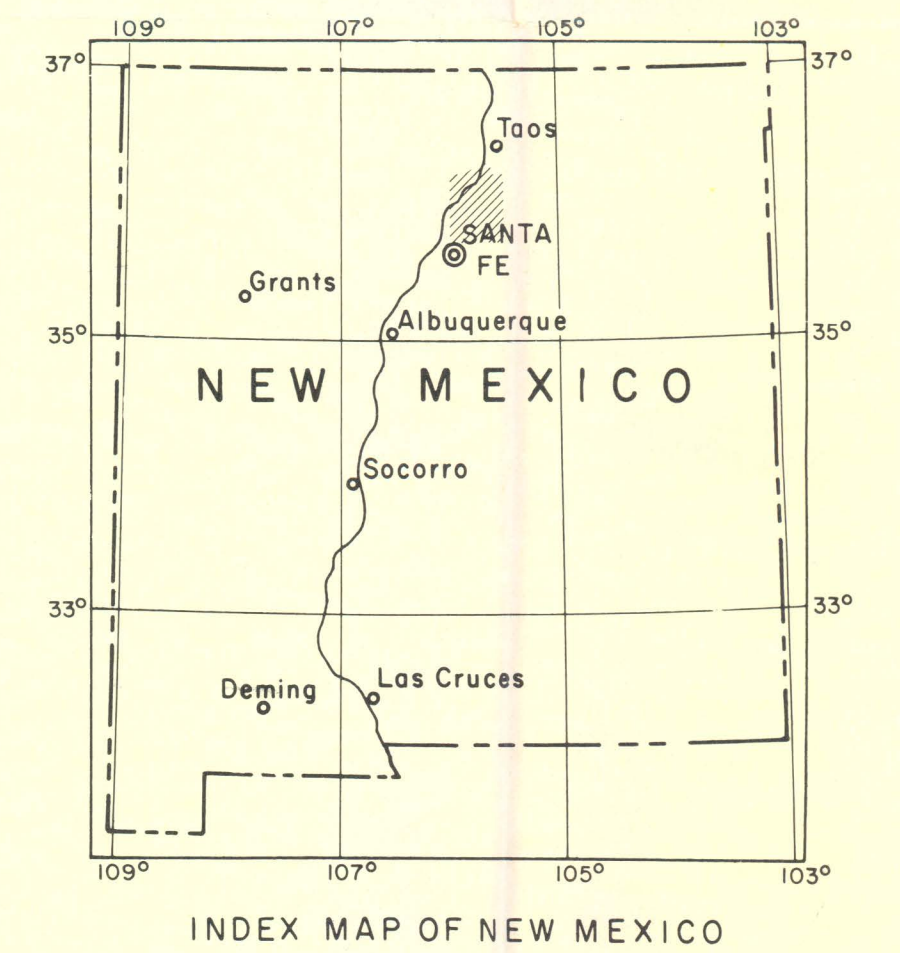 109° 107° 105° 103°
37° 37°
Taos
SANTA
FE
Grants
Albuquerque
35° 35°
NEW MEXICO
Socorro
33° 33°
Las Cruces
Deming
109° 107° 105° 103°
INDEX MAP OF NEW MEXICO